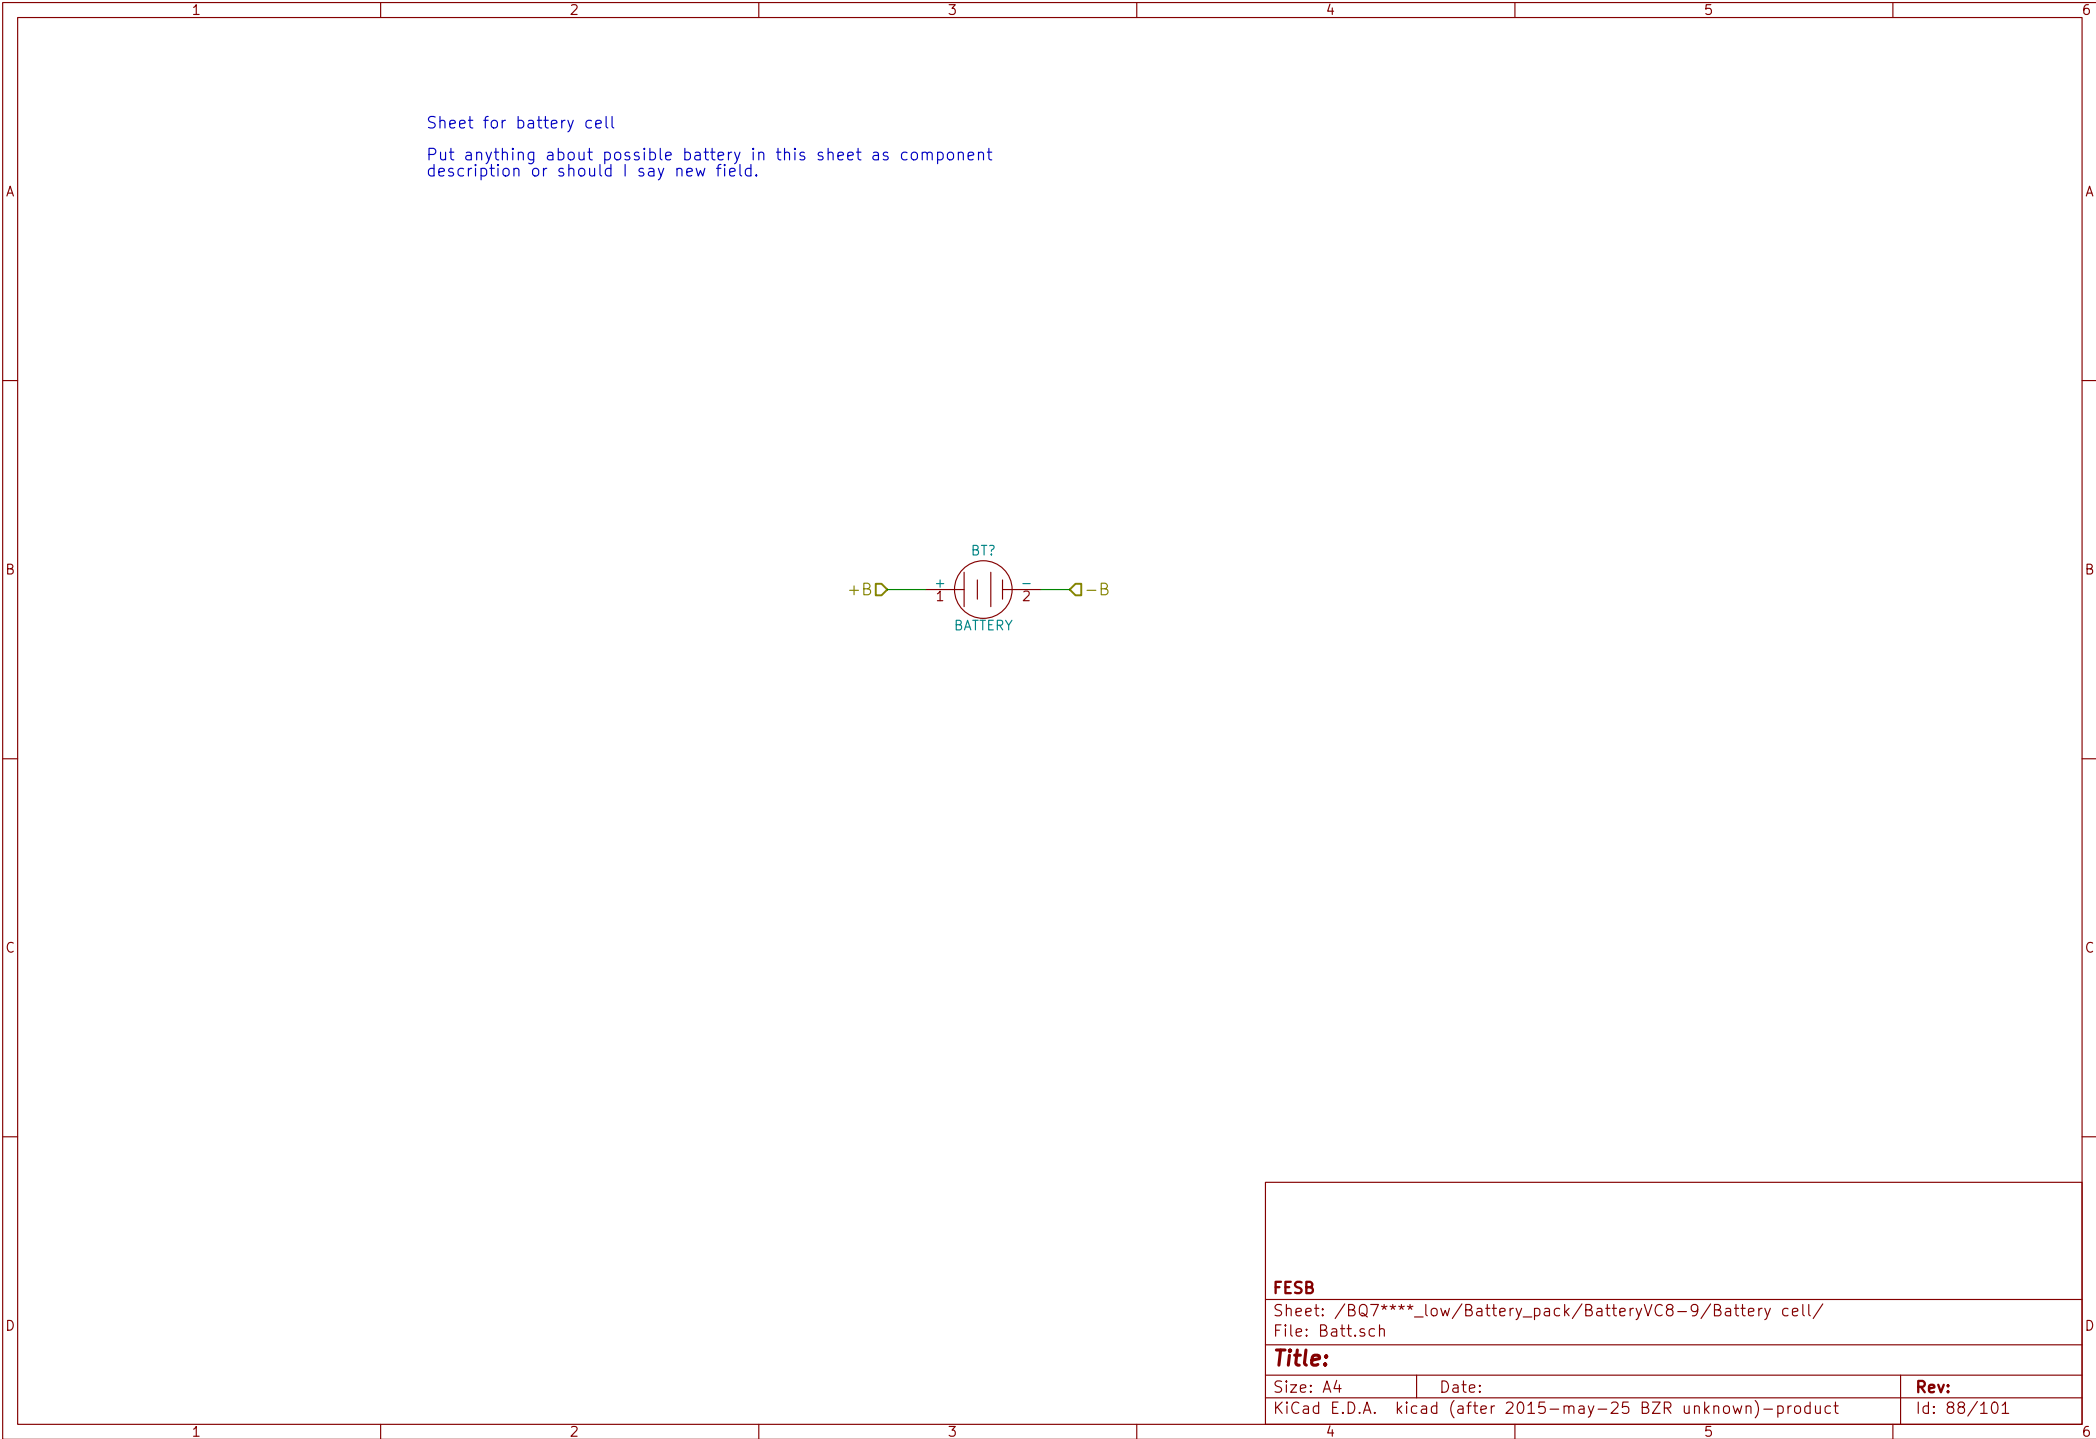 1 2 3 4 5 6
Sheet for battery cell
Put anything about possible battery in this sheet as component
description or should I say new field.
A A
BT?
B B
+B + 1 - 2 -B
BATTERY
C C
FESB
Sheet: /BQ7****_low/Battery_pack/BatteryVC8-9/Battery cell/
File: Batt.sch
D D
Title:
Size: A4 Date: Rev:
KiCad E.D.A. kicad (after 2015-may-25 BZR unknown)-product Id: 88/101
1 2 3 4 5 6